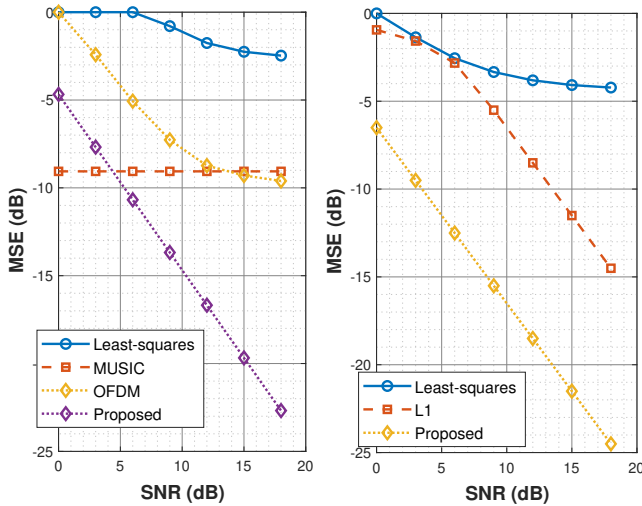 0
-5
-10
-15
-20
-25
MSE (dB)
Least-squares
MUSIC
OFDM
Proposed
0
5
10
15
20
SNR (dB)
0
-5
-10
-15
-20
-25
MSE (dB)
Least-squares
L1
Proposed
0
5
10
15
20
SNR (dB)